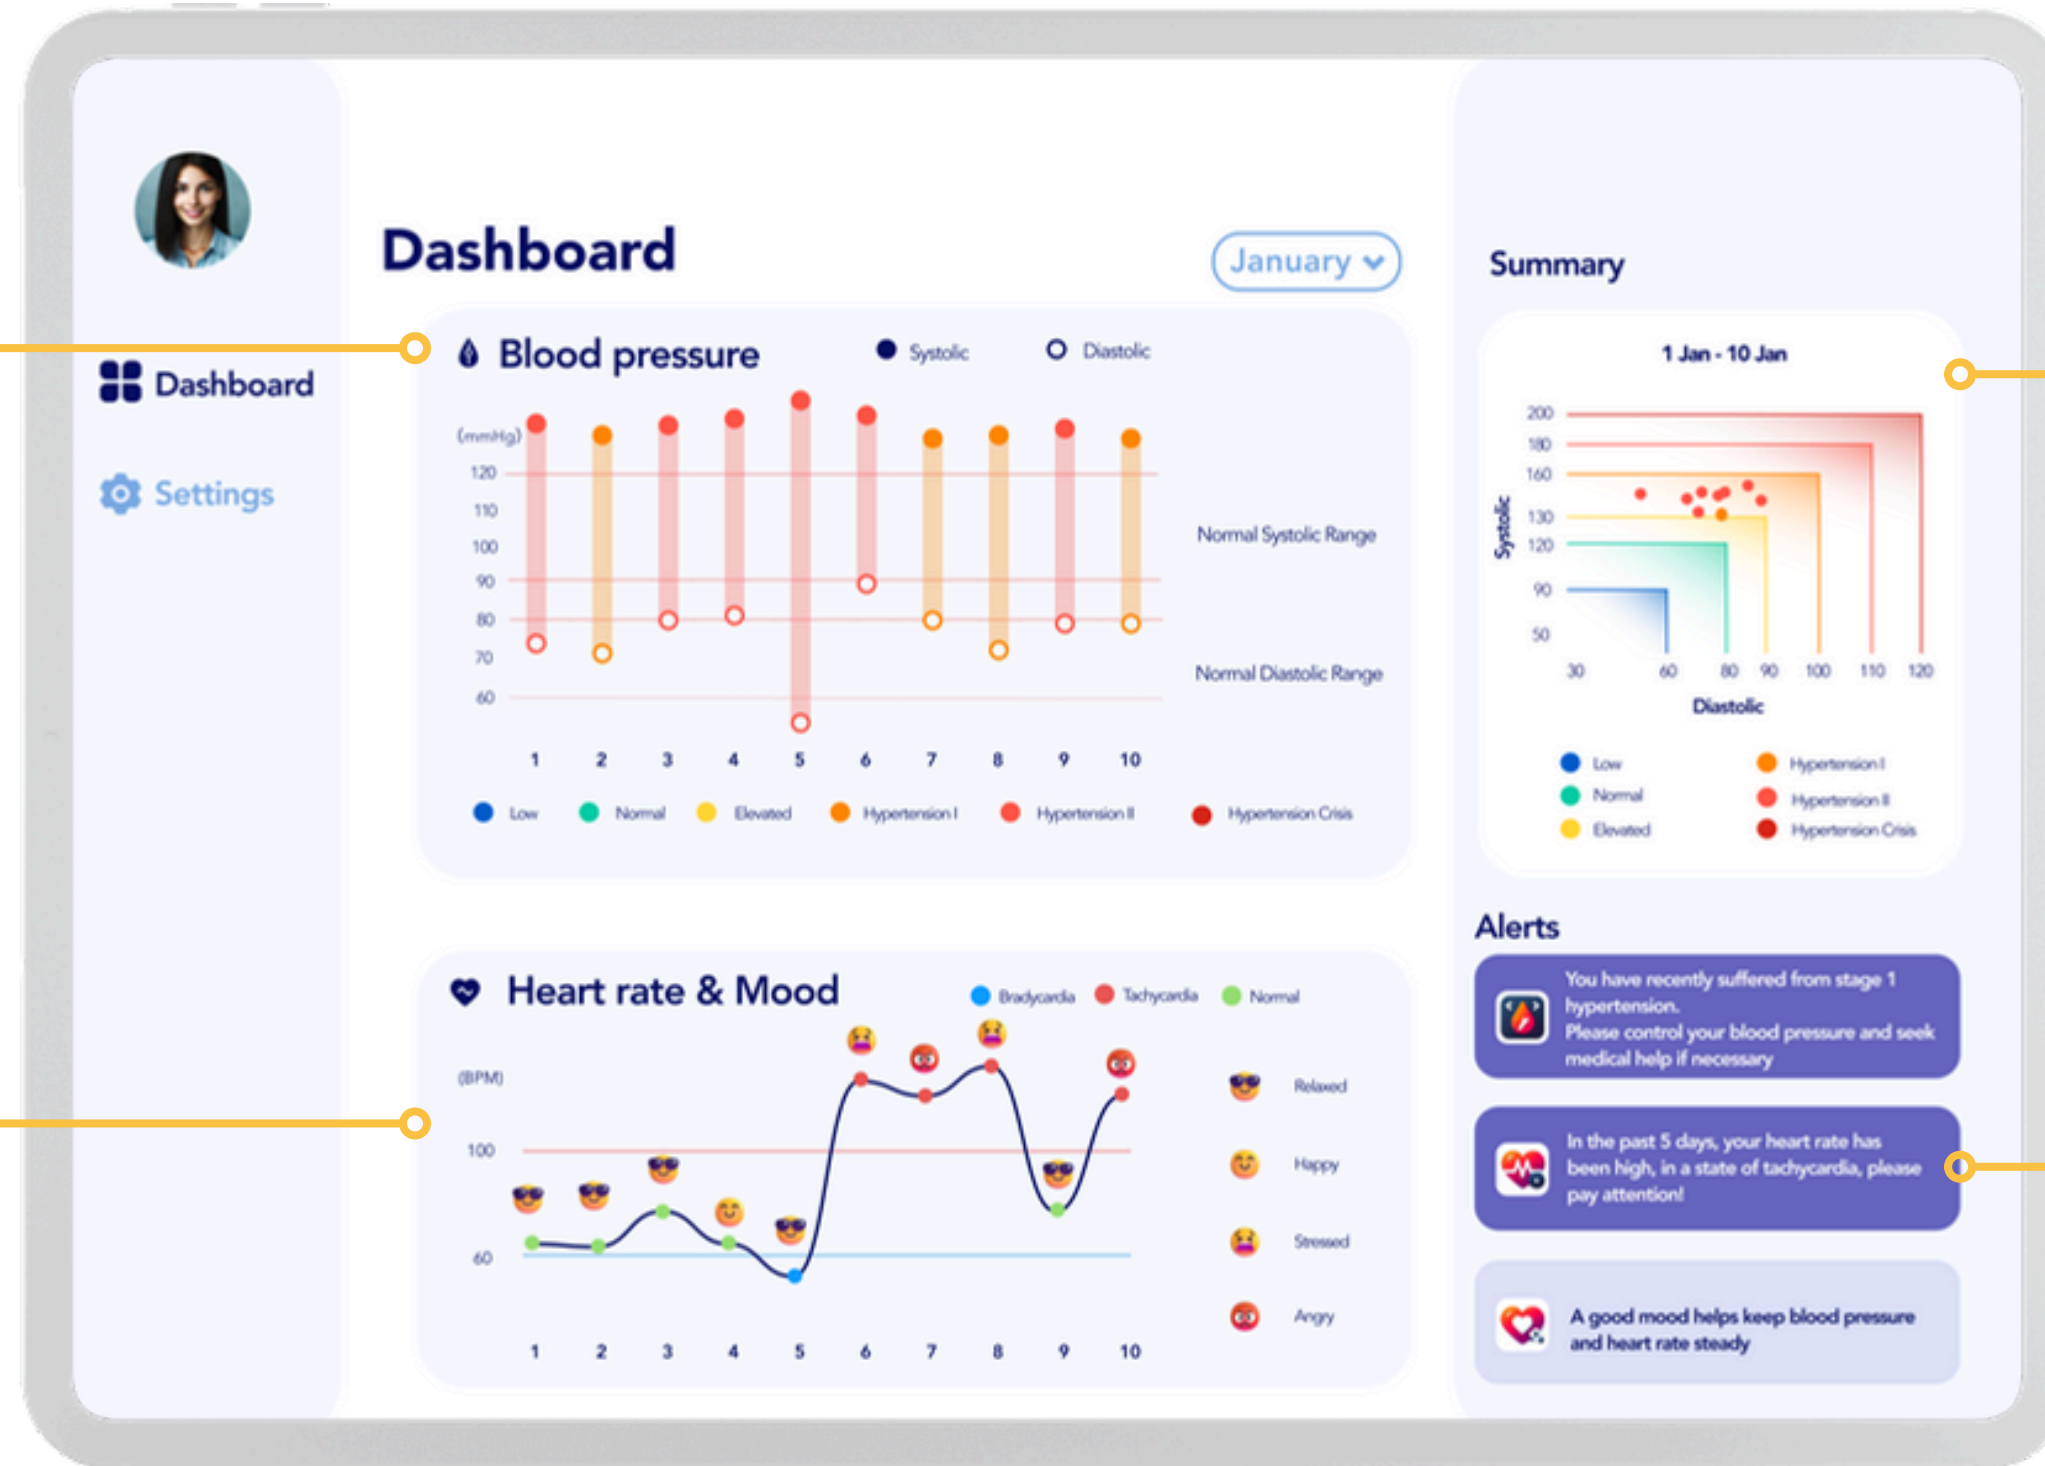 Dashboard
Settings
Dashboard
January
Blood pressure
Systolic
Diastolic
(mmHg)
120
110
100
90
80
70
60
Normal Systolic Range
Normal Diastolic Range
1 2 3 4 5 6 7 8 9 10
Low Normal Elevated Hypertension I Hypertension II Hypertension Crisis
Heart rate & Mood
Bradycardia Tachycardia Normal
(BPM)
100
60
Relaxed
Happy
Stressed
Angry
1 2 3 4 5 6 7 8 9 10
Summary
1 Jan - 10 Jan
Systolic
200
180
160
130
120
90
50
30 60 80 90 100 110 120
Diastolic
Low Hypertension I
Normal Hypertension II
Elevated Hypertension Crisis
Alerts
You have recently suffered from stage 1
hypertension.
Please control your blood pressure and seek
medical help if necessary
In the past 5 days, your heart rate has
been high, in a state of tachycardia, please
pay attention!
A good mood helps keep blood pressure
and heart rate steady